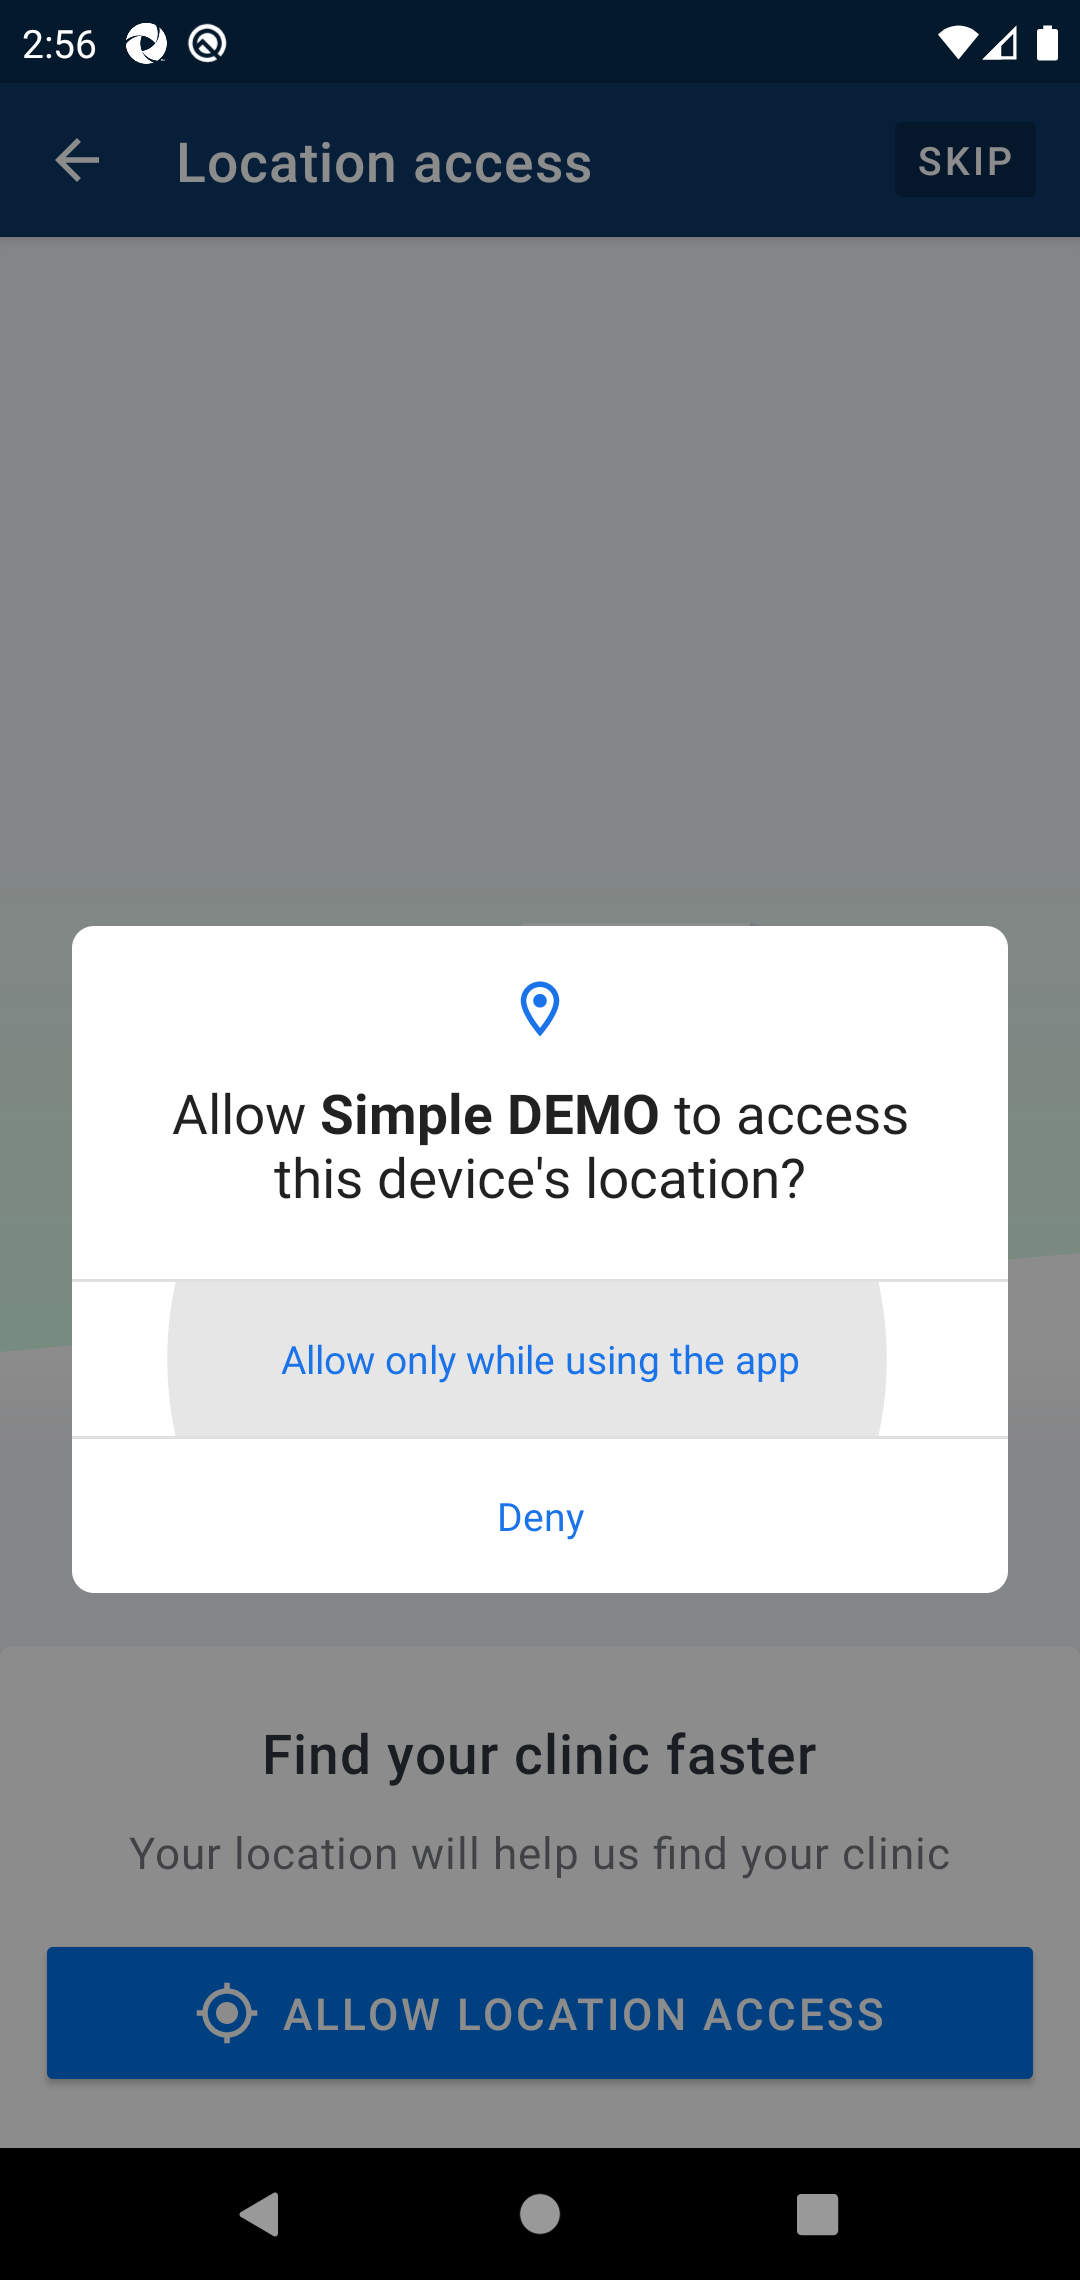 2:56
Location access
SKIP
Allow Simple DEMO to access
this device's location?
Allow only while using the app
Deny
Find your clinic faster
Your location will help us find your clinic
ALLOW LOCATION ACCESS